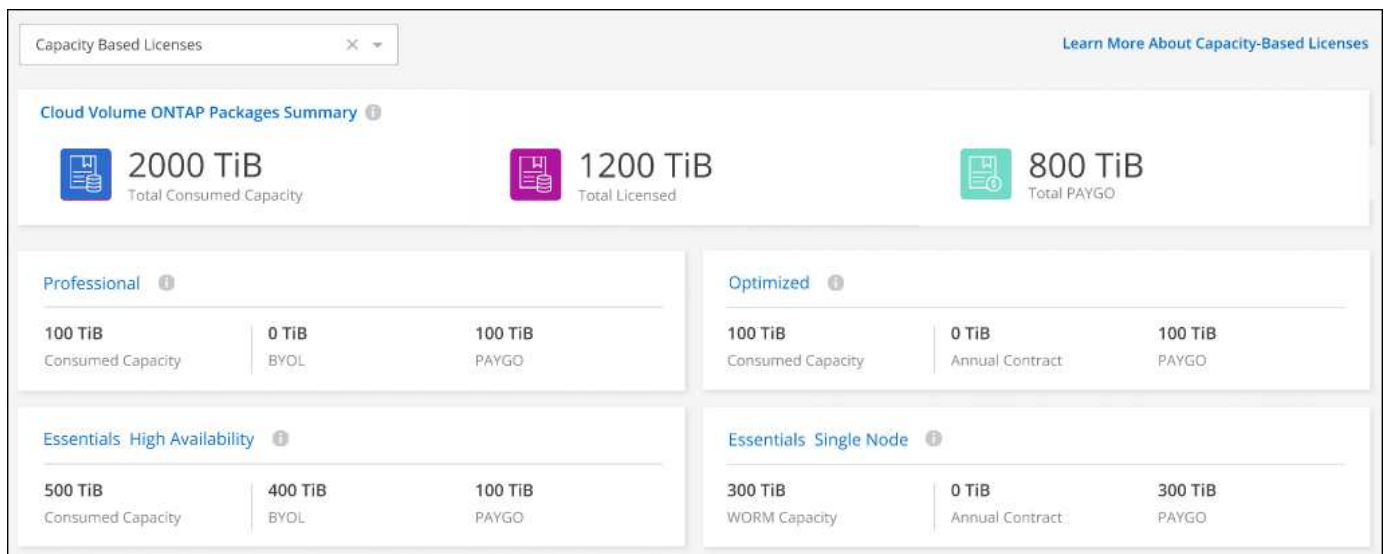 Capacity Based Licenses
Learn More About Capacity-Based Licenses
Cloud Volume ONTAP Packages Summary
2000 TiB
Total Consumed Capacity
1200 TiB
Total Licensed
800 TiB
Total PAYGO
Professional
100 TiB 0 TiB 100 TiB
Consumed Capacity BYOL PAYGO
Optimized
100 TiB 0 TiB 100 TiB
Consumed Capacity Annual Contract PAYGO
Essentials High Availability
500 TiB 400 TiB 100 TiB
Consumed Capacity BYOL PAYGO
Essentials Single Node
300 TiB 0 TiB 300 TiB
WORM Capacity Annual Contract PAYGO